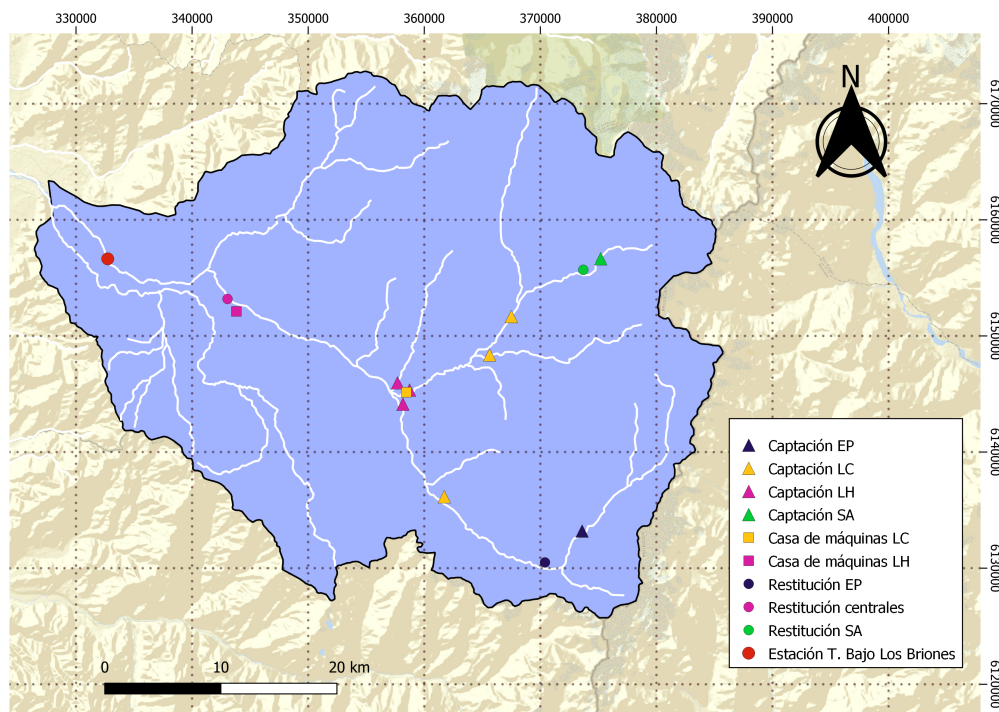 330000 340000 350000 360000 370000 380000 390000 400000
N
6170000
6160000
6150000
6140000
6130000
6120000
Captación EP
Captación LC
Captación LH
Captación SA
Casa de máquinas LC
Casa de máquinas LH
Restitución EP
Restitución centrales
Restitución SA
Estación T. Bajo Los Briones
0 10 20 km